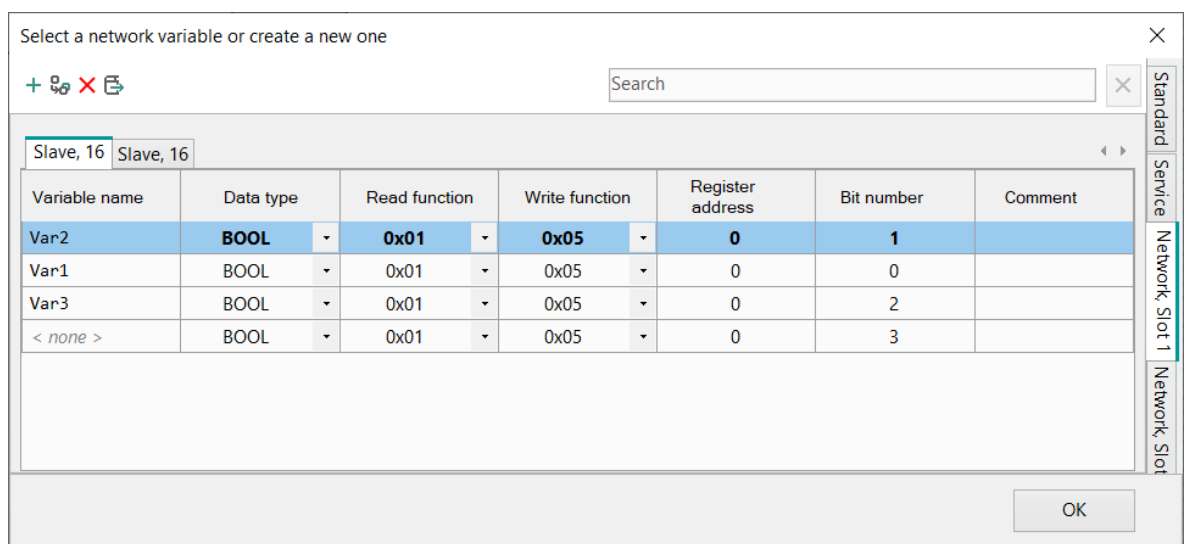 Select a network variable or create a new one
Search
Slave, 16 Slave, 16
Variable name Data type Read function Write function Register address Bit number Comment
Var2 BOOL 0x01 0x05 0 1
Var1 BOOL 0x01 0x05 0 0
Var3 BOOL 0x01 0x05 0 2
< none > BOOL 0x01 0x05 0 3
Standard
Service
Network, Slot 1
Network, Slot
OK